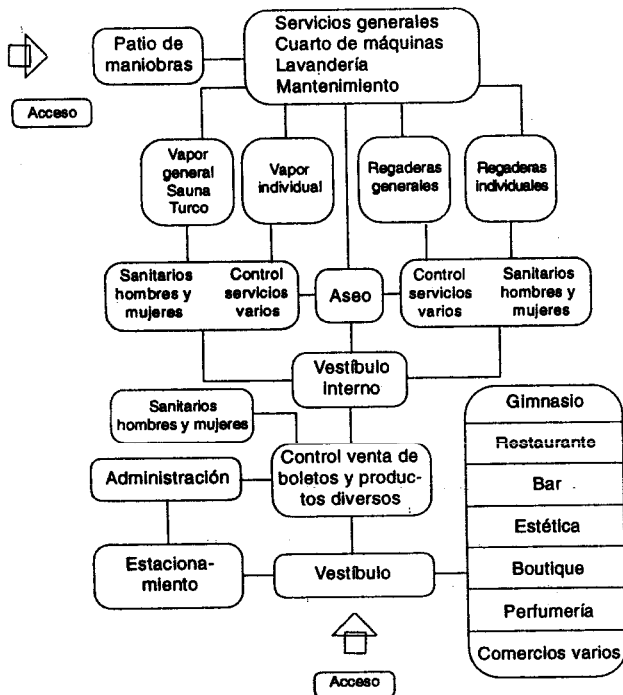 Servicios generales
Cuarto de máquinas
Lavandería
Mantenimiento
Patio de
maniobras
Acceso
Vapor
general
Sauna
Turco
Vapor
individual
Regaderas
generales
Regaderas
individuales
Sanitarios
hombres y
mujeres
Control
servicios
varios
Aseo
Control
servicios
varios
Sanitarios
hombres y
mujeres
Vestíbulo
interno
Sanitarios
hombres y mujeres
Control venta de
boletos y produc-
tos diversos
Administración
Estaciona-
miento
Vestíbulo
Gimnasio
Restaurante
Bar
Estética
Boutique
Perfumería
Comercios varios
Acceso